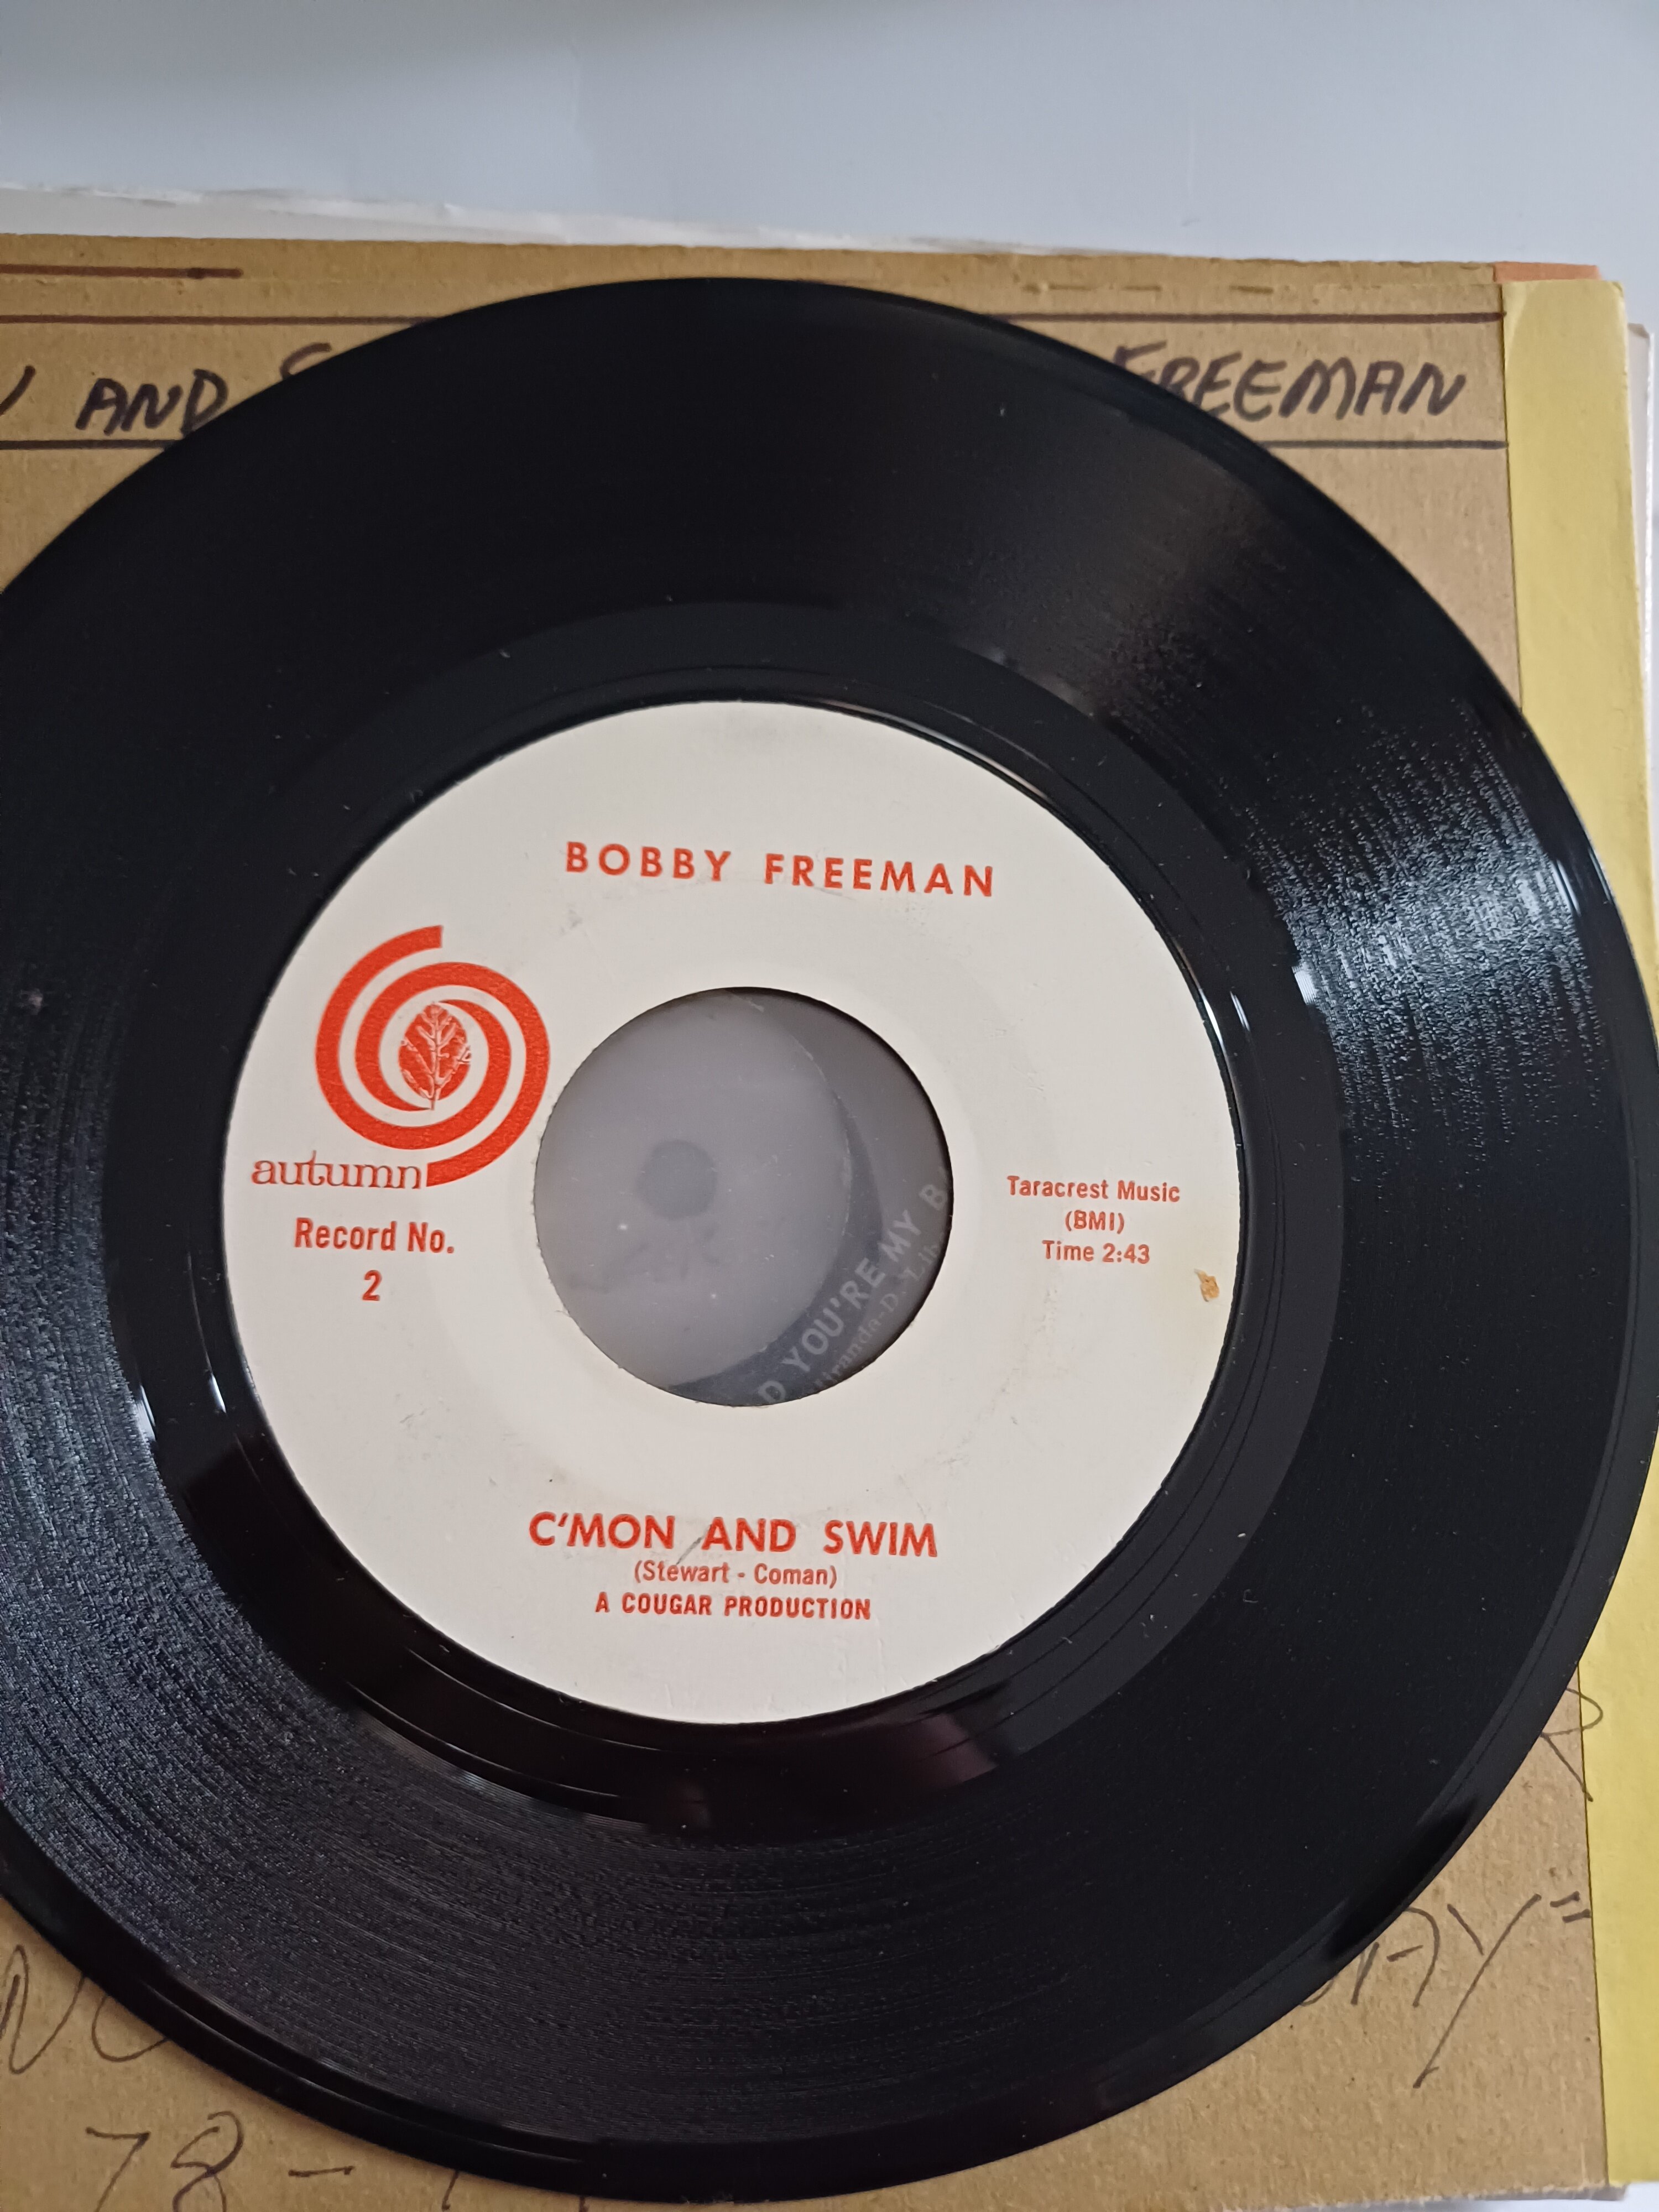 AND FREEMAN
BOBBY FREEMAN
autumn
Record No.
2
Taracrest Music
(BMI)
Time 2:43
D YOU'RE MY B
C'MON AND SWIM
(Stewart - Coman)
A COUGAR PRODUCTION
78-